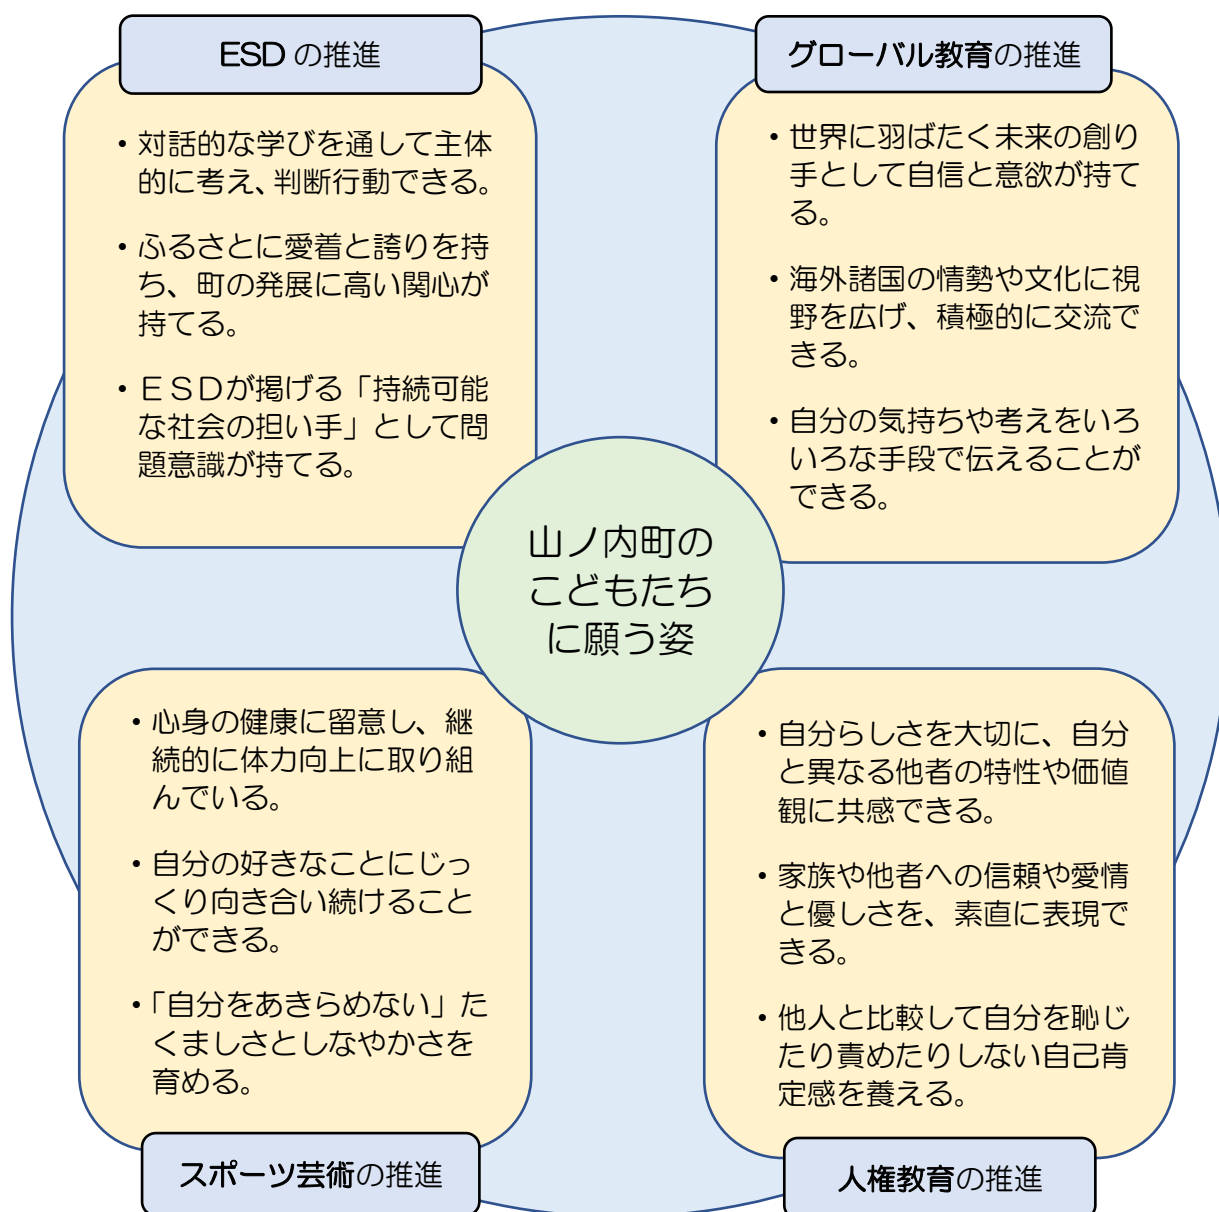 ESD の推進
・対話的な学びを通して主体
的に考え、判断行動できる。
・ふるさとに愛着と誇りを持
ち、町の発展に高い関心が
持てる。
・ＥＳＤが掲げる「持続可能
な社会の担い手」として問
題意識が持てる。
グローバル教育の推進
・世界に羽ばたく未来の創り
手として自信と意欲が持て
る。
・海外諸国の情勢や文化に視
野を広げ、積極的に交流で
きる。
・自分の気持ちや考えをいろ
いろな手段で伝えることが
できる。
山ノ内町の
こどもたち
に願う姿
・心身の健康に留意し、継
続的に体力向上に取り組
んでいる。
・自分の好きなことにじっ
くり向き合い続けること
ができる。
・「自分をあきらめない」た
くましさとしなやかさを
育める。
スポーツ芸術の推進
・自分らしさを大切に、自分
と異なる他者の特性や価値
観に共感できる。
・家族や他者への信頼や愛情
と優しさを、素直に表現で
きる。
・他人と比較して自分を恥じ
たり責めたりしない自己肯
定感を養える。
人権教育の推進